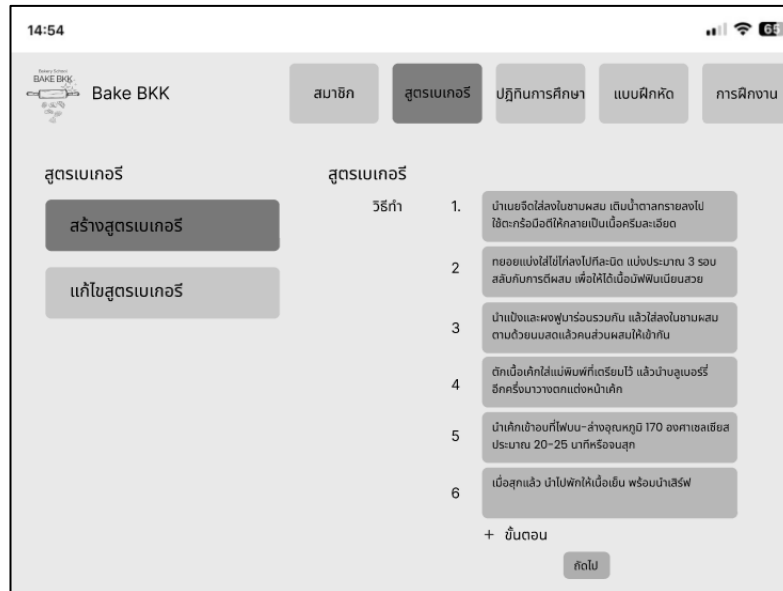 14:54
65
Bakery School
BAKE BKK
Bake BKK
สมาชิก
สูตรเบเกอรี
ปฏิทินการศึกษา
แบบฝึกหัด
การฝึกงาน
สูตรเบเกอรี
สร้างสูตรเบเกอรี
แก้ไขสูตรเบเกอรี
สูตรเบเกอรี
วิธีทำ
1. นำเนยจืดใส่ลงในชามผสม เติมน้ำตาลทรายลงไป
ใช้ตะกร้อมือตีให้กลายเป็นเนื้อครีมละเอียด
2 ทยอยแบ่งใส่ไข่ไก่ลงไปทีละนิด แบ่งประมาณ 3 รอบ
สลับกับการตีผสม เพื่อให้ได้เนื้อมัฟฟินเนียนสวย
3 นำแป้งและผงฟูมาร่อนรวมกัน แล้วใส่ลงในชามผสม
ตามด้วยนมสดแล้วคนส่วนผสมให้เข้ากัน
4 ตักเนื้อเค้กใส่แม่พิมพ์ที่เตรียมไว้ แล้วนำบลูเบอร์รี่
อีกครึ่งมาวางตกแต่งหน้าเค้ก
5 นำเค้กเข้าอบที่ไฟบน-ล่างอุณหภูมิ 170 องศาเซลเซียส
ประมาณ 20-25 นาทีหรือจนสุก
6 เมื่อสุกแล้ว นำไปพักให้เนื้อเย็น พร้อมนำเสิร์ฟ
+ ขั้นตอน
ถัดไป